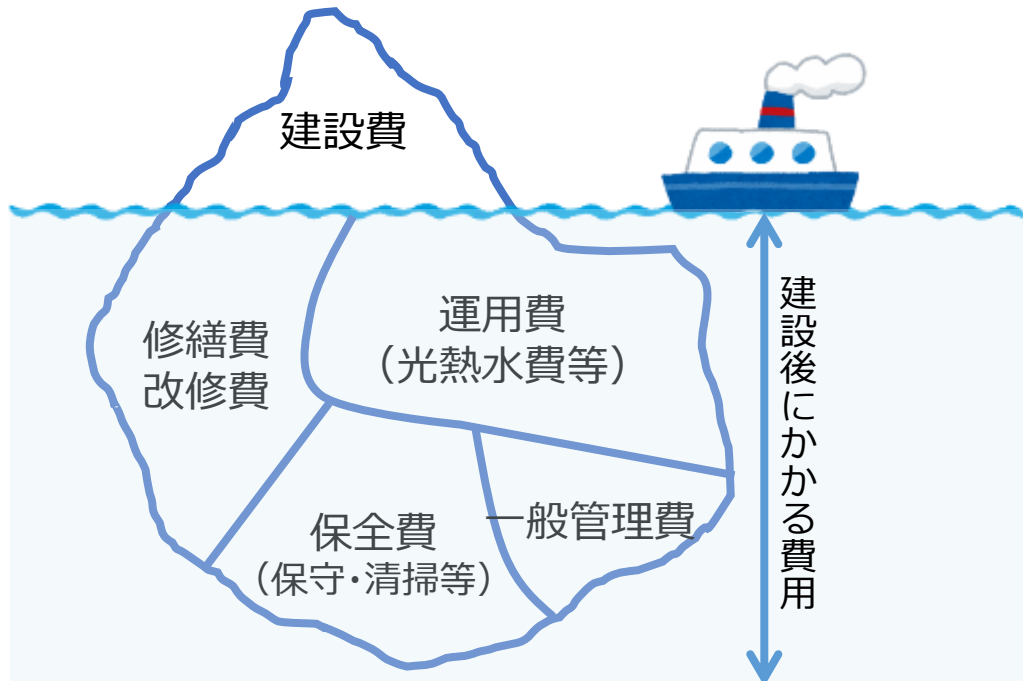 建設費
修繕費
改修費
運用費
（光熱水費等）
保全費
（保守・清掃等）
一般管理費
建設後にかかる費用